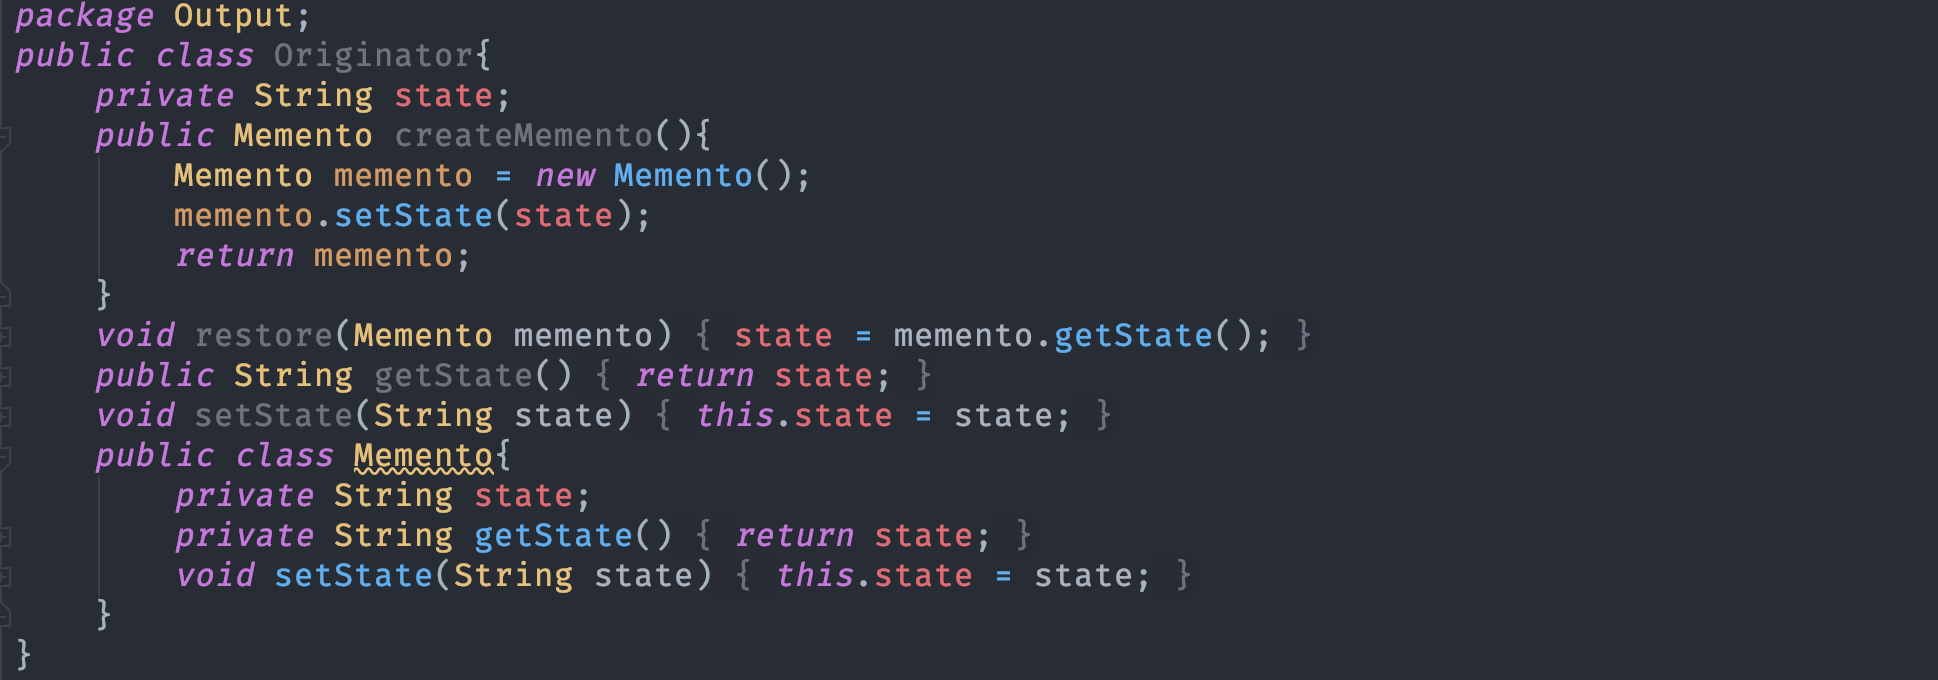 package Output;
public class Originator{
    private String state;
    public Memento createMemento(){
        Memento memento = new Memento();
        memento.setState(state);
        return memento;
    }
    void restore(Memento memento) { state = memento.getState(); }
    public String getState() { return state; }
    void setState(String state) { this.state = state; }
    public class Memento{
        private String state;
        private String getState() { return state; }
        void setState(String state) { this.state = state; }
    }
}